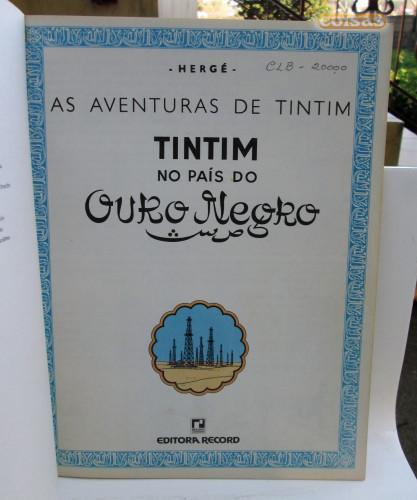 - HERGÉ -
CLB - 20000
AS AVENTURAS DE TINTIM
TINTIM
NO PAÍS DO
OURO NEGRO
EDITORA RECORD